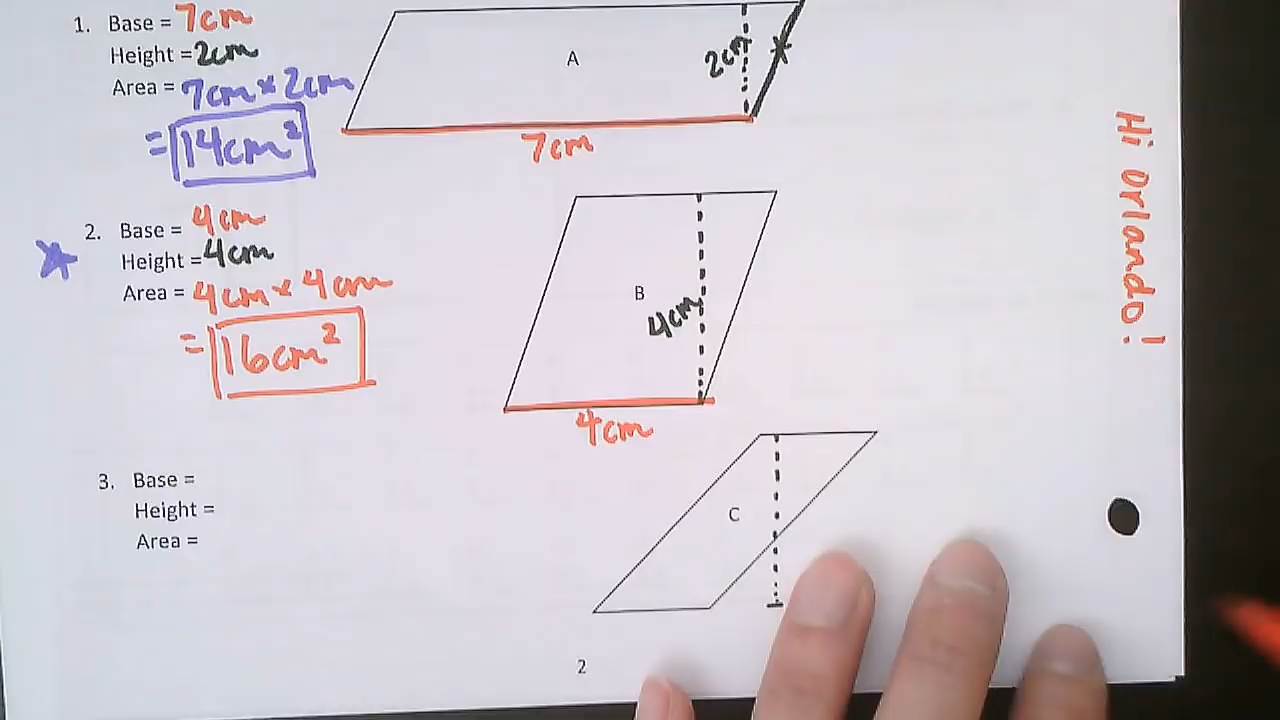 1. Base = 7cm
Height = 2cm
Area = 7cm × 2cm
= 14cm²
A
2cm
7cm
Hi Orlando!
2. Base = 4cm
Height = 4cm
Area = 4cm × 4cm
= 16cm²
B
4cm
4cm
3. Base =
Height =
Area =
C
2